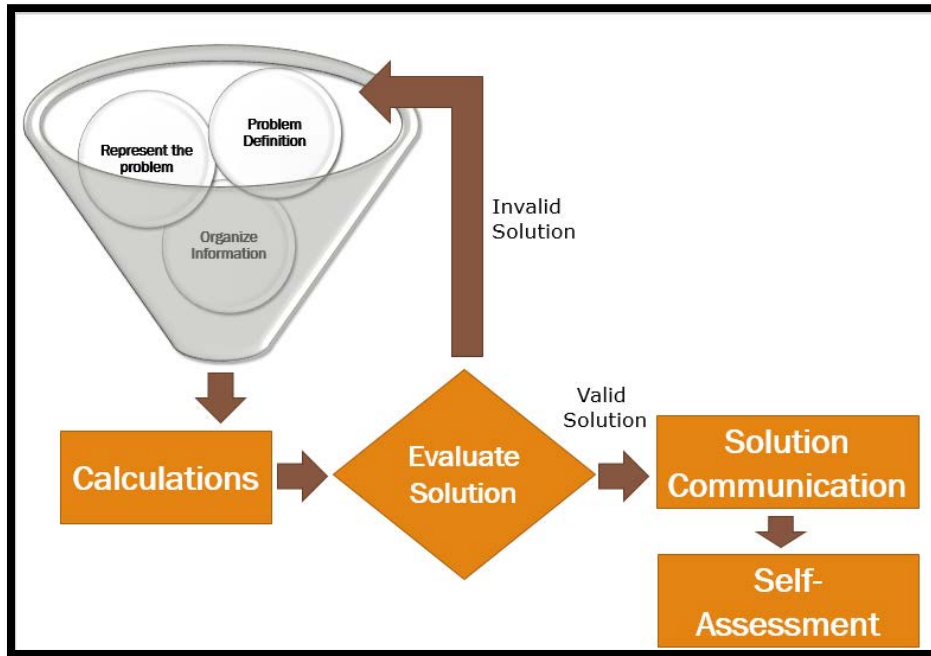 Problem
Definition
Represent the
problem
Organize
Information
Invalid
Solution
Calculations
Evaluate
Solution
Valid
Solution
Solution
Communication
Self-
Assessment